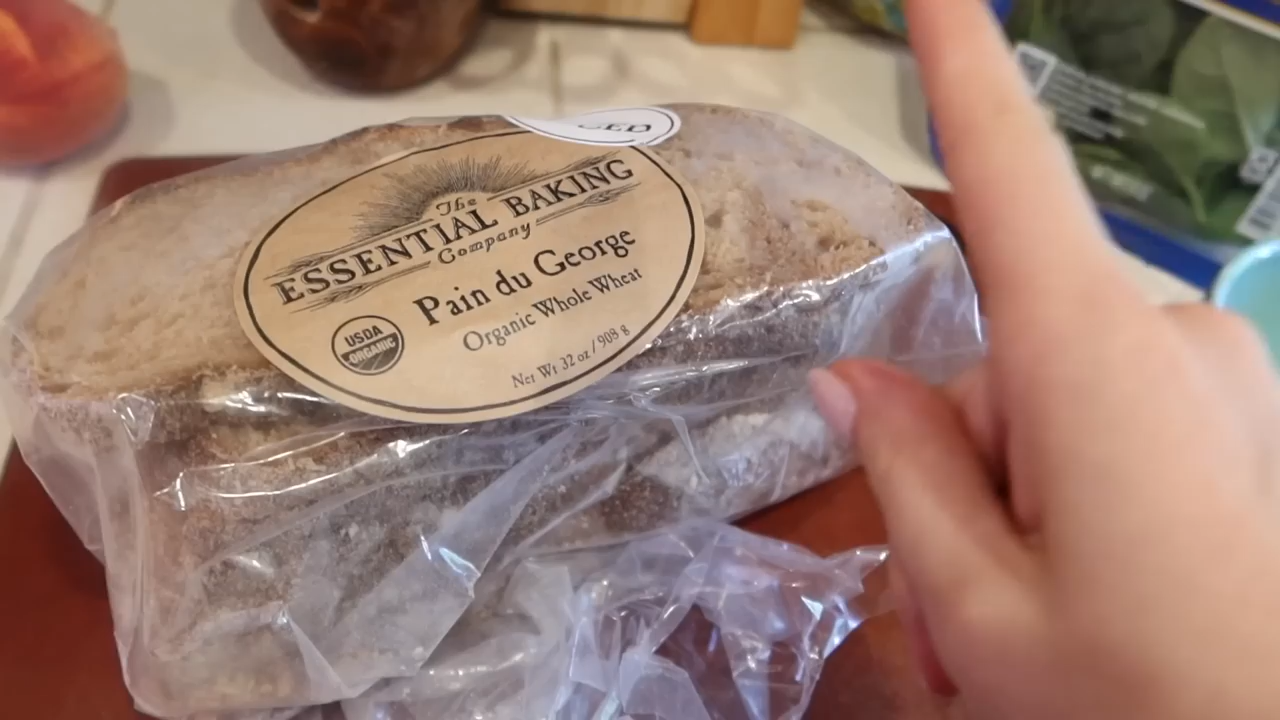 The
ESSENTIAL BAKING
Company
Pain du George
Organic Whole Wheat
USDA
ORGANIC
Net Wt 32 oz / 908 g